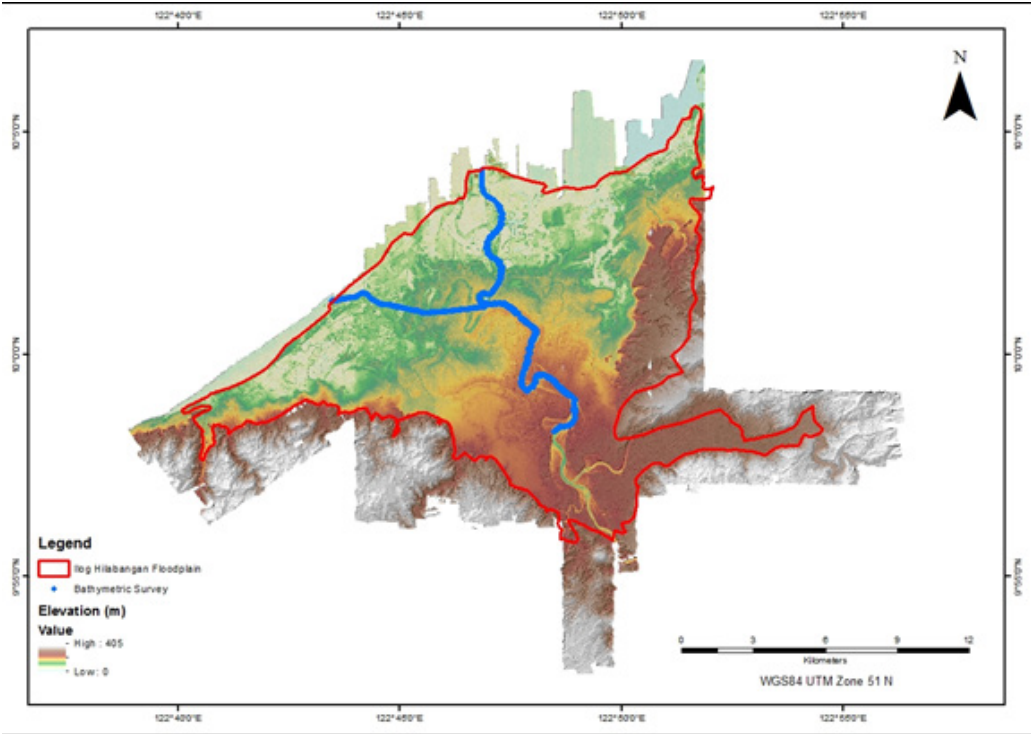 122°40'0"E 122°45'0"E 122°50'0"E 122°55'0"E
N
10°5'0"N 10°5'0"N
10°0'0"N 10°0'0"N
9°55'0"N 9°55'0"N
Legend
Ilog Hilabangan Floodplain
Bathymetric Survey
Elevation (m)
Value
High : 405
Low : 0
0 3 6 9 12
Kilometers
WGS84 UTM Zone 51 N
122°40'0"E 122°45'0"E 122°50'0"E 122°55'0"E